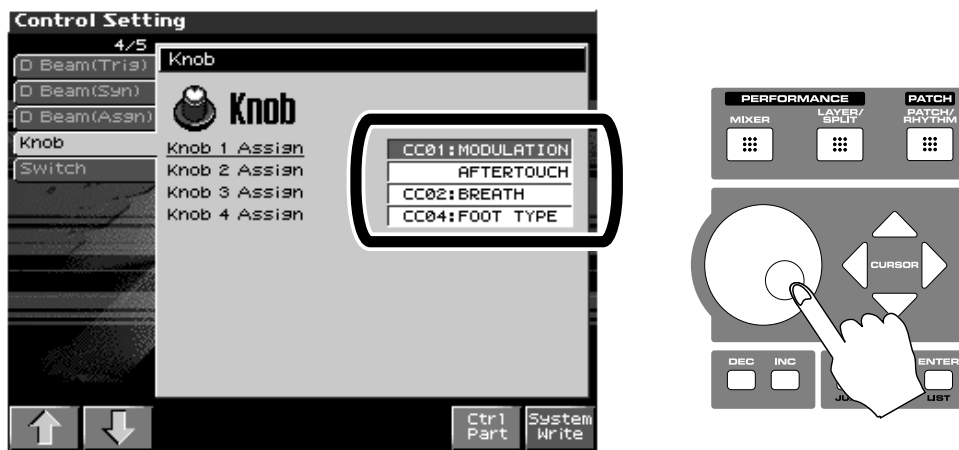 Control Setting
4/5
D Beam(Trig)
D Beam(Syn)
D Beam(Assn)
Knob
Switch
Knob
Knob
Knob 1 Assign
CC01:MODULATION
Knob 2 Assign
AFTERTOUCH
Knob 3 Assign
CC02:BREATH
Knob 4 Assign
CC04:FOOT TYPE
Ctrl Part
System Write
PERFORMANCE
PATCH
MIXER
LAYER/
SPLIT
PATCH/
RHYTHM
CURSOR
DEC
INC
ENTER
LIST